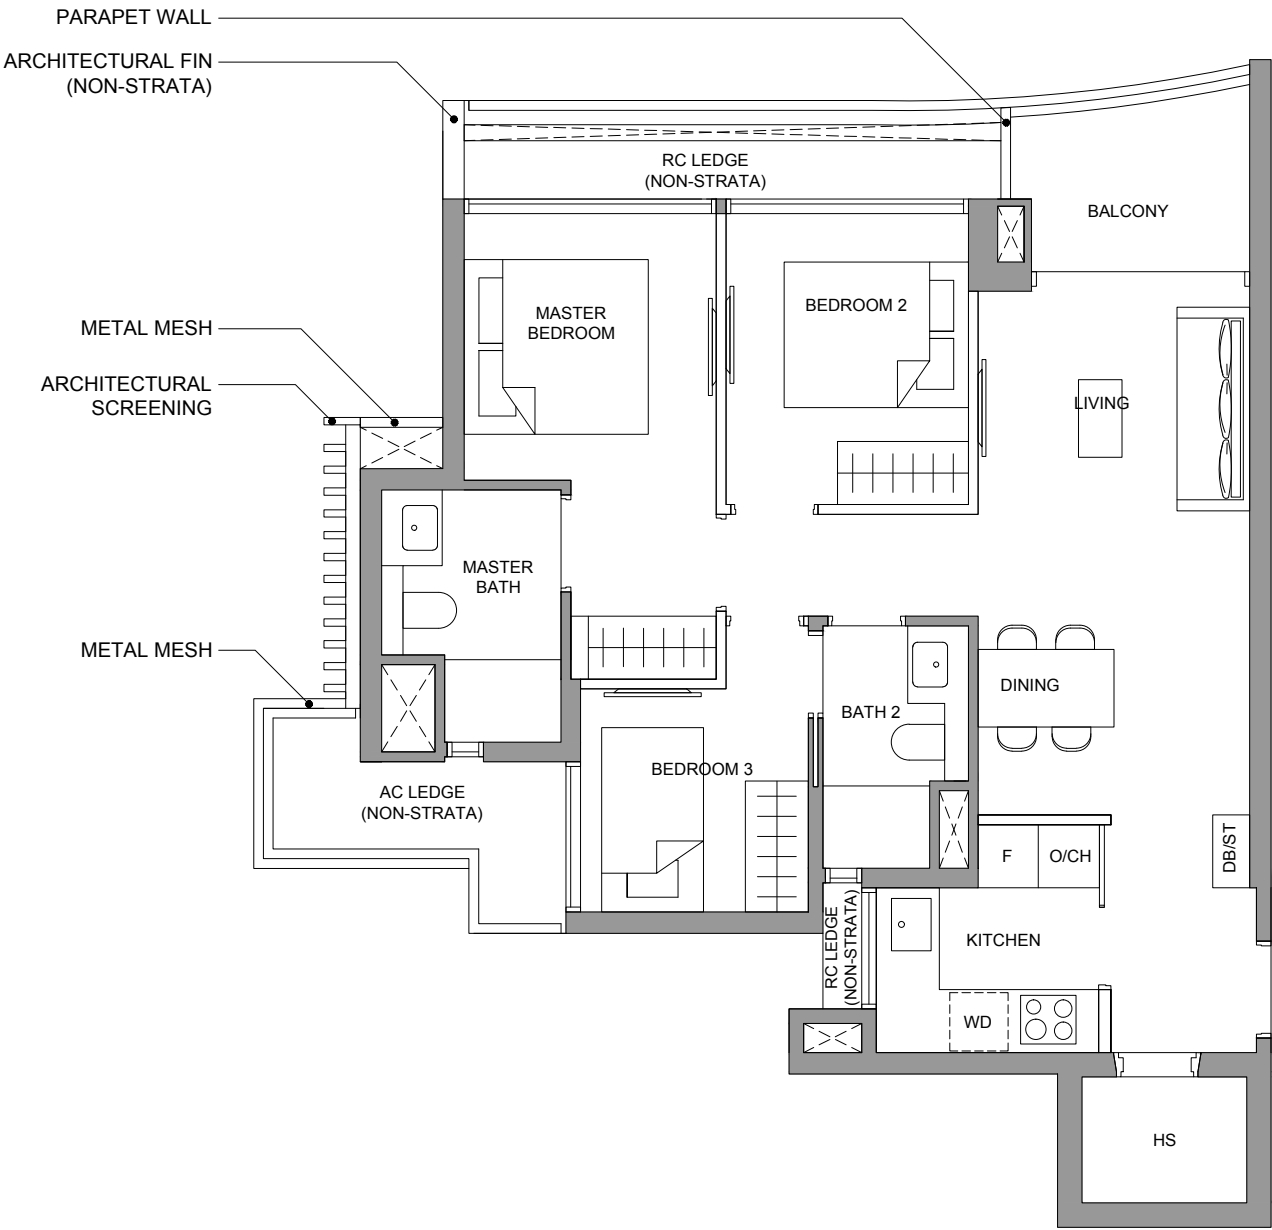 PARAPET WALL
ARCHITECTURAL FIN
(NON-STRATA)
RC LEDGE
(NON-STRATA)
BALCONY
METAL MESH
ARCHITECTURAL
SCREENING
MASTER
BEDROOM
BEDROOM 2
LIVING
MASTER
BATH
METAL MESH
DINING
BATH 2
BEDROOM 3
AC LEDGE
(NON-STRATA)
F
O/CH
DB/ST
RC LEDGE
(NON-STRATA)
KITCHEN
WD
HS